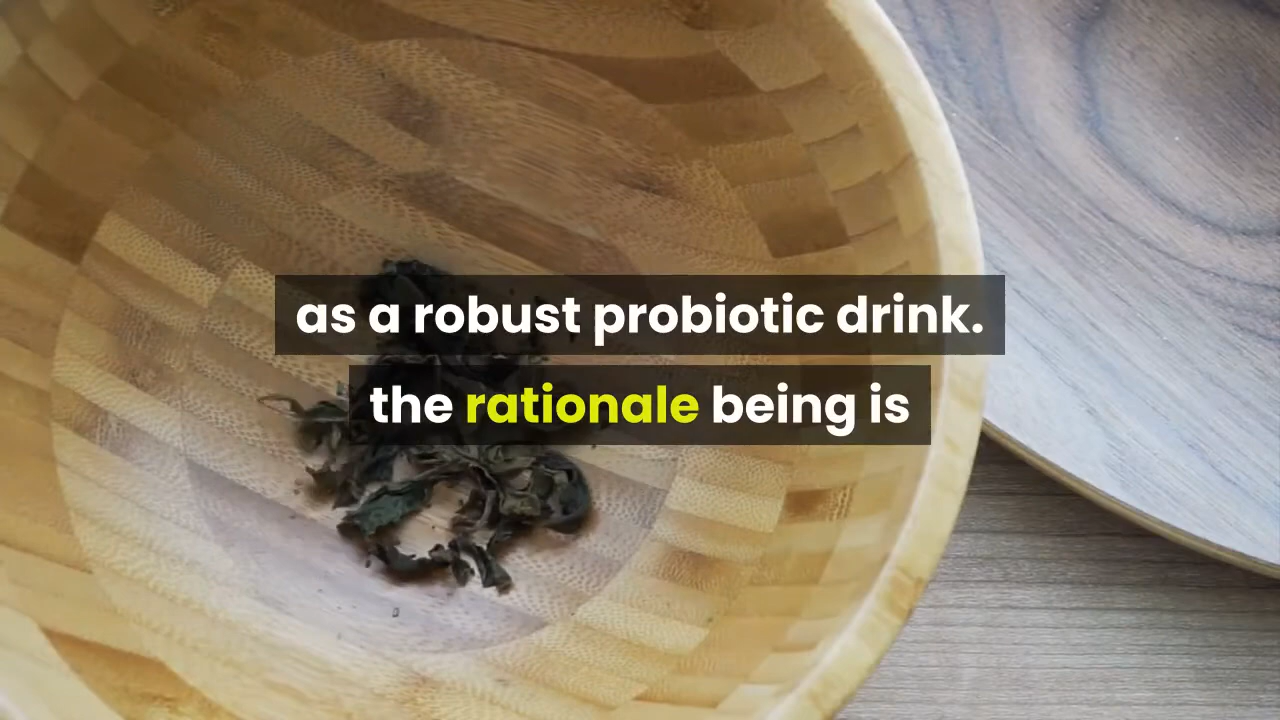 as a robust probiotic drink.
the rationale being is